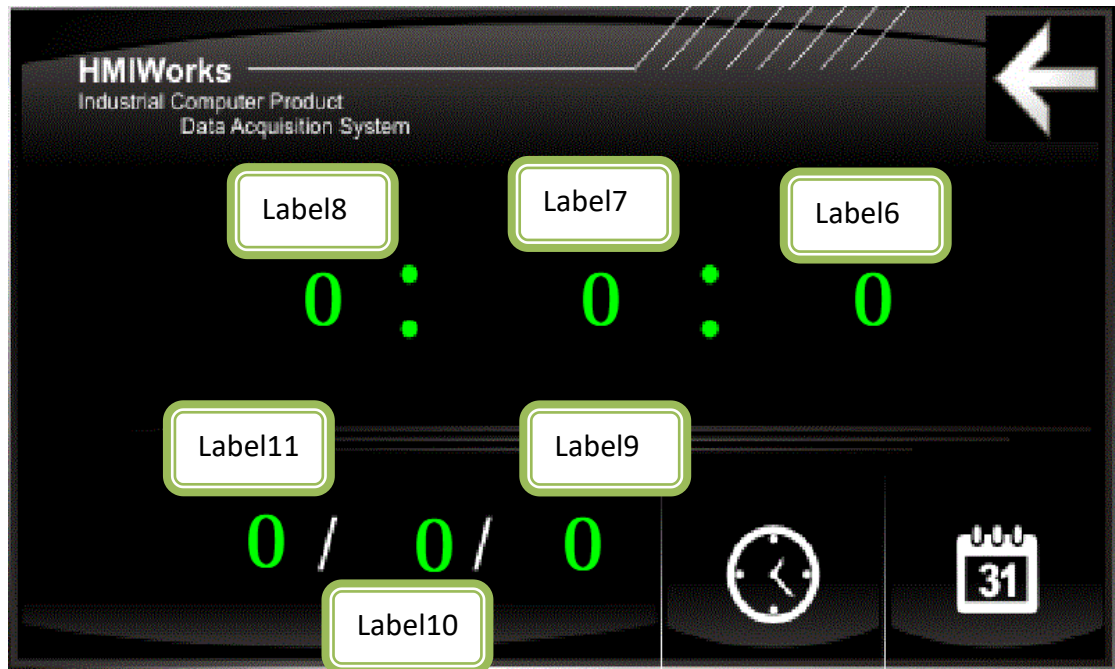 HMIWorks
Industrial Computer Product
Data Acquisition System
Label8 Label7 Label6
0 : 0 : 0
Label11 Label9
0 / 0 / 0
31
Label10